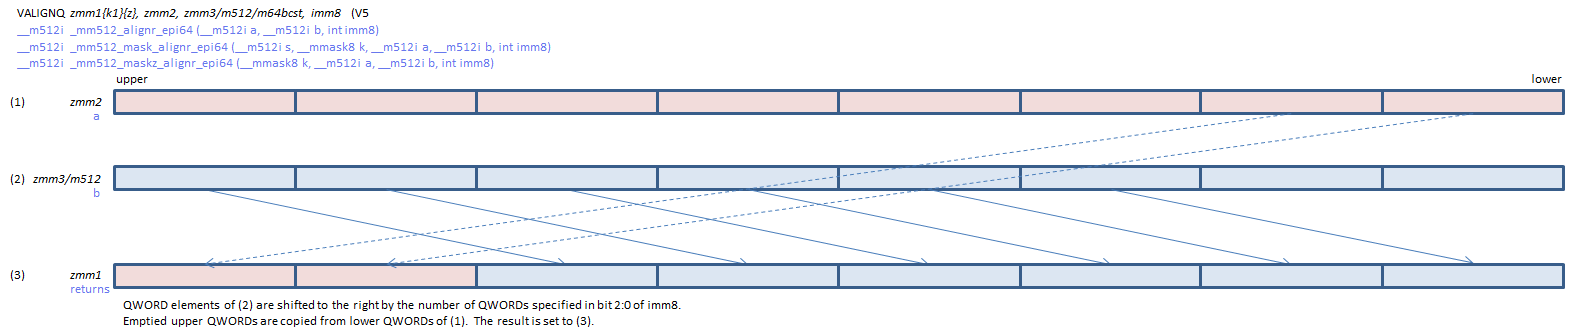 VALIGNQ zmm1{k1}{z}, zmm2, zmm3/m512/m64bcst, imm8 (V5
__m512i _mm512_alignr_epi64 (__m512i a, __m512i b, int imm8)
__m512i _mm512_mask_alignr_epi64 (__m512i s, __mmask8 k, __m512i a, __m512i b, int imm8)
__m512i _mm512_maskz_alignr_epi64 (__mmask8 k, __m512i a, __m512i b, int imm8)
upper lower
(1) zmm2
a
(2) zmm3/m512
b
(3) zmm1
returns
QWORD elements of (2) are shifted to the right by the number of QWORDs specified in bit 2:0 of imm8.
Emptied upper QWORDs are copied from lower QWORDs of (1). The result is set to (3).